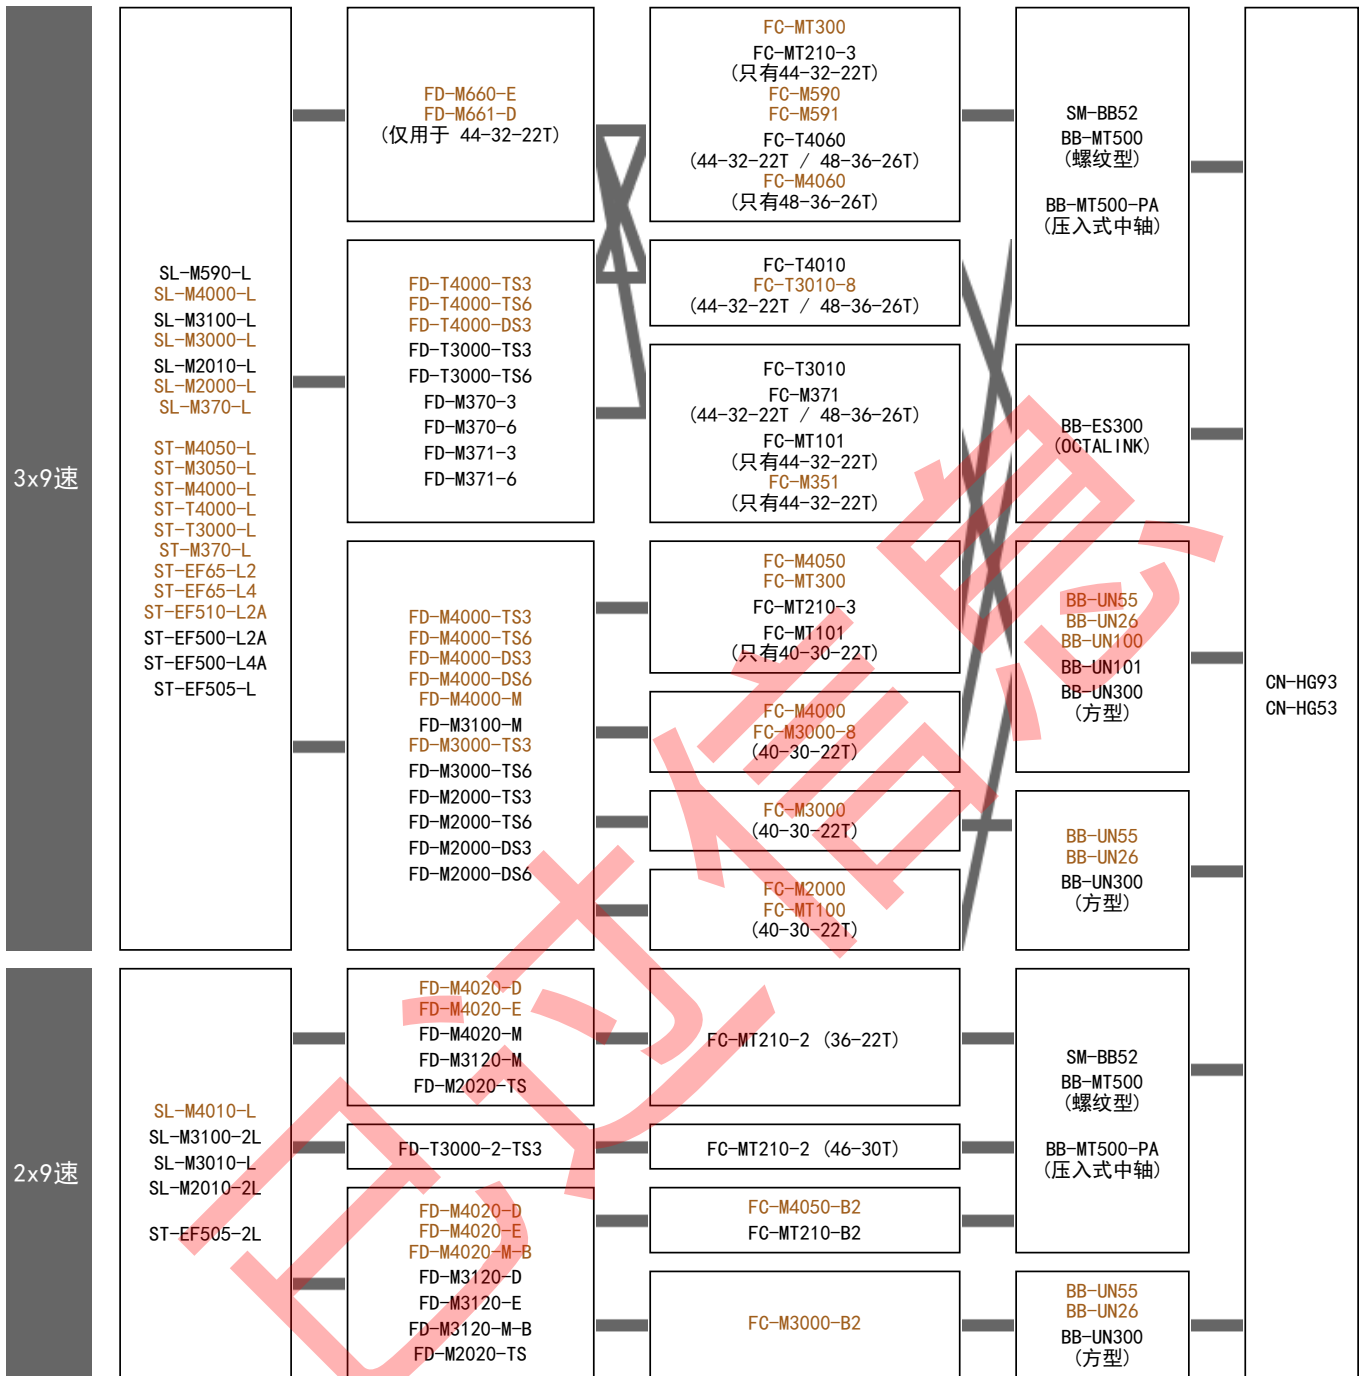 3x9速
SL-M590-L
SL-M4000-L
SL-M3100-L
SL-M3000-L
SL-M2010-L
SL-M2000-L
SL-M370-L
ST-M4050-L
ST-M3050-L
ST-M4000-L
ST-T4000-L
ST-T3000-L
ST-M370-L
ST-EF65-L2
ST-EF65-L4
ST-EF510-L2A
ST-EF500-L2A
ST-EF500-L4A
ST-EF505-L
FD-M660-E
FD-M661-D
(仅用于 44-32-22T)
FD-T4000-TS3
FD-T4000-TS6
FD-T4000-DS3
FD-T3000-TS3
FD-T3000-TS6
FD-M370-3
FD-M370-6
FD-M371-3
FD-M371-6
FD-M4000-TS3
FD-M4000-TS6
FD-M4000-DS3
FD-M4000-DS6
FD-M4000-M
FD-M3100-M
FD-M3000-TS3
FD-M3000-TS6
FD-M2000-TS3
FD-M2000-TS6
FD-M2000-DS3
FD-M2000-DS6
FC-MT300
FC-MT210-3
(只有44-32-22T)
FC-M590
FC-M591
FC-T4060
(44-32-22T / 48-36-26T)
FC-M4060
(只有48-36-26T)
FC-T4010
FC-T3010-8
(44-32-22T / 48-36-26T)
FC-T3010
FC-M371
(44-32-22T / 48-36-26T)
FC-MT101
(只有44-32-22T)
FC-M351
(只有44-32-22T)
FC-M4050
FC-MT300
FC-MT210-3
FC-MT101
(只有40-30-22T)
FC-M4000
FC-M3000-8
(40-30-22T)
FC-M3000
(40-30-22T)
FC-M2000
FC-MT100
(40-30-22T)
SM-BB52
BB-MT500
(螺纹型)
BB-MT500-PA
(压入式中轴)
BB-ES300
(OCTALINK)
BB-UN55
BB-UN26
BB-UN100
BB-UN101
BB-UN300
(方型)
BB-UN55
BB-UN26
BB-UN300
(方型)
CN-HG93
CN-HG53
2x9速
SL-M4010-L
SL-M3100-2L
SL-M3010-L
SL-M2010-2L
ST-EF505-2L
FD-M4020-D
FD-M4020-E
FD-M4020-M
FD-M3120-M
FD-M2020-TS
FD-T3000-2-TS3
FD-M4020-D
FD-M4020-E
FD-M4020-M-B
FD-M3120-D
FD-M3120-E
FD-M3120-M-B
FD-M2020-TS
FC-MT210-2 (36-22T)
FC-MT210-2 (46-30T)
FC-M4050-B2
FC-MT210-B2
FC-M3000-B2
SM-BB52
BB-MT500
(螺纹型)
BB-MT500-PA
(压入式中轴)
BB-UN55
BB-UN26
BB-UN300
(方型)
已过信息